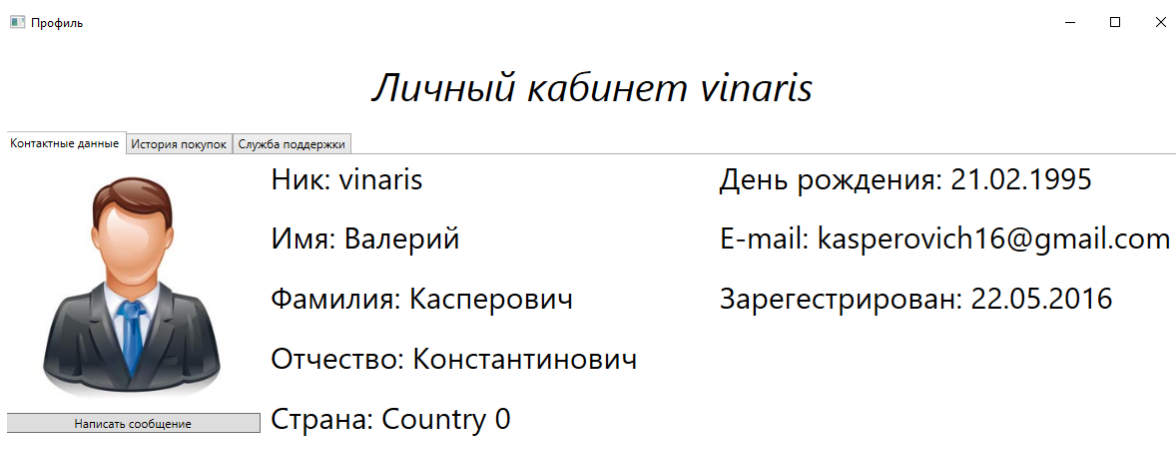 Профиль
Личный кабинет vinaris
Контактные данные История покупок Служба поддержки
Ник: vinaris
Имя: Валерий
Фамилия: Касперович
Отчество: Константинович
Страна: Country 0
День рождения: 21.02.1995
E-mail: kasperovich16@gmail.com
Зарегестрирован: 22.05.2016
Написать сообщение